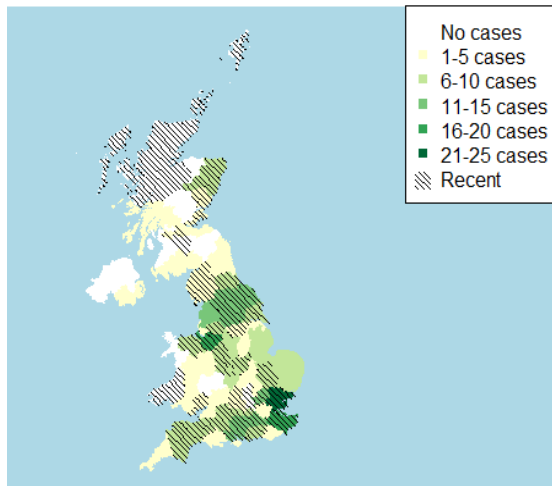 No cases
1-5 cases
6-10 cases
11-15 cases
16-20 cases
21-25 cases
Recent